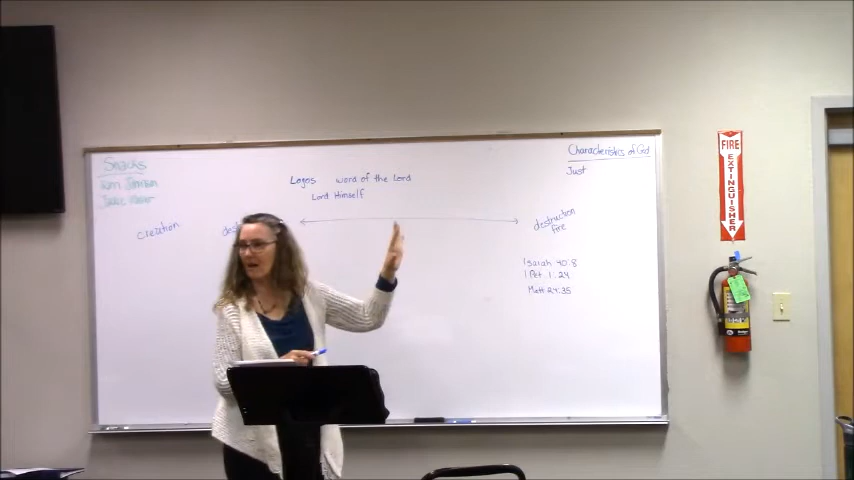 Snacks
Logos word of the Lord
Lord Himself
creation
dest
destruction
fire
Isaiah 40:8
1 Pet 1:24
Matt 24:35
Characteristics of God
Just
FIRE
EXTINGUISHER